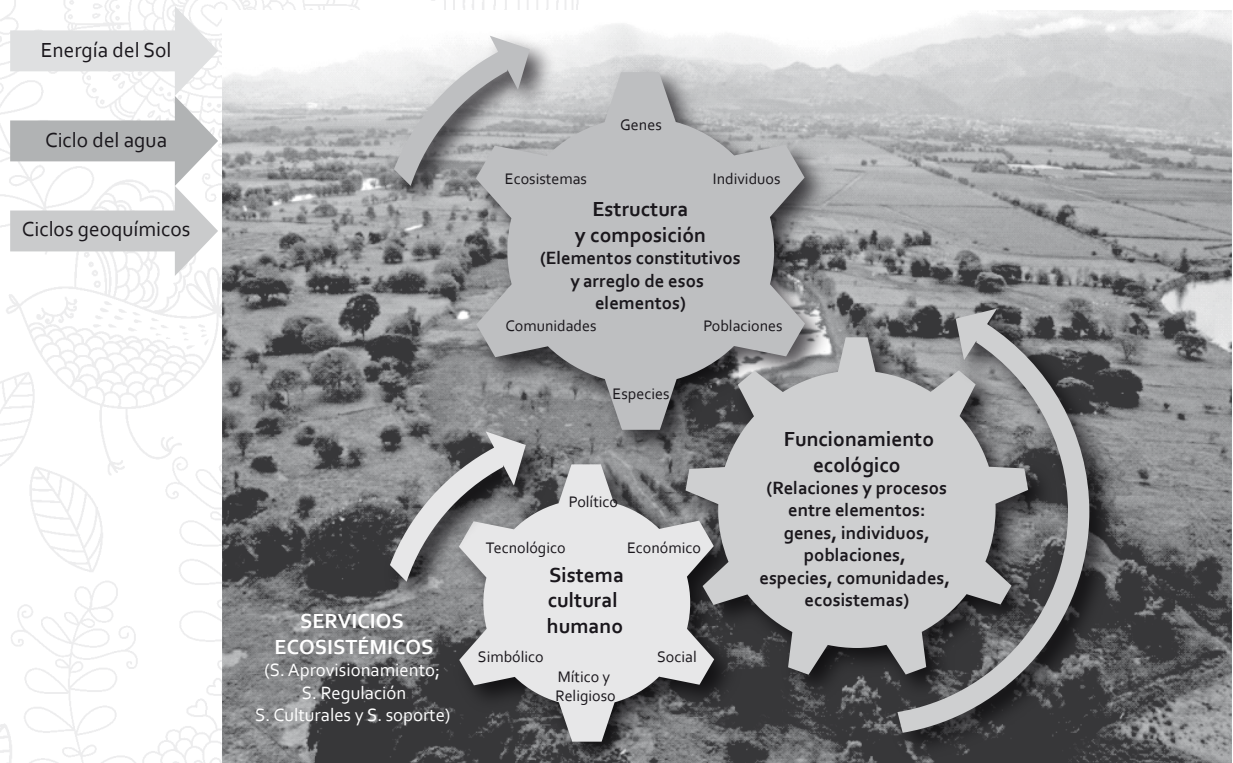 Energía del Sol
Ciclo del agua
Ciclos geoquímicos
Genes
Ecosistemas
Individuos
Estructura
y composición
(Elementos constitutivos
y arreglo de esos
elementos)
Comunidades
Poblaciones
Especies
Funcionamiento
ecológico
(Relaciones y procesos
entre elementos:
genes, individuos,
poblaciones,
especies, comunidades,
ecosistemas)
Político
Tecnológico
Económico
Sistema
cultural
humano
Simbólico
Social
Mítico y
Religioso
SERVICIOS
ECOSISTÉMICOS
(S. Aprovisionamiento;
S. Regulación
S. Culturales y S. soporte)